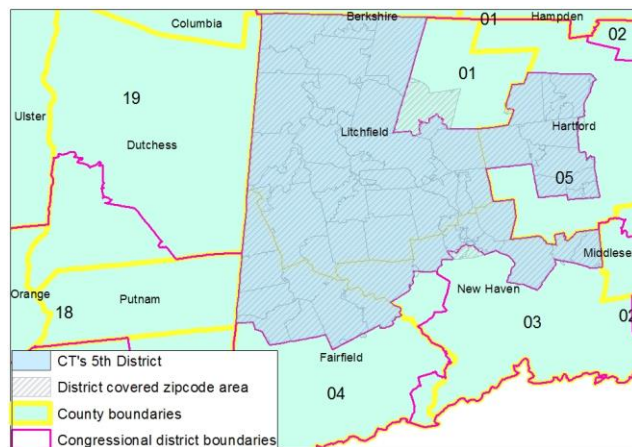 Columbia
Berkshire
01
Hampden
02
01
19
Ulster
Litchfield
Hartford
Dutchess
05
Middlese
Orange
Putnam
New Haven
18
03
02
Fairfield
04
CT's 5th District
District covered zipcode area
County boundaries
Congressional district boundaries